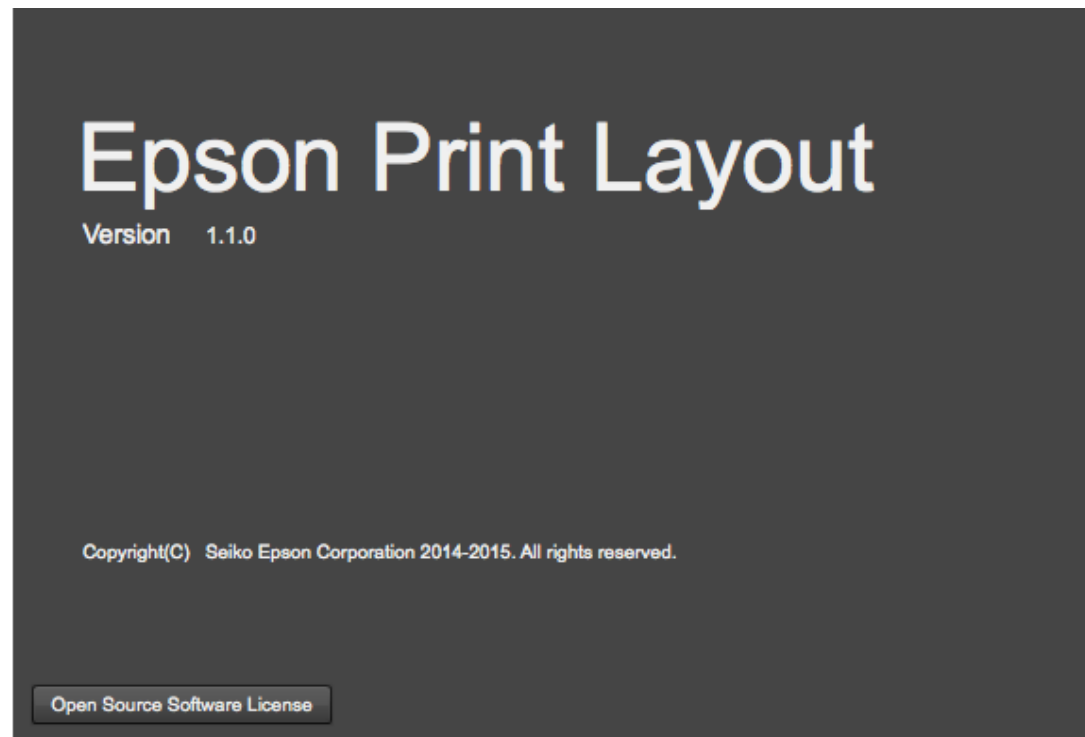 Epson Print Layout
Version 1.1.0
Copyright(C) Seiko Epson Corporation 2014-2015. All rights reserved.
Open Source Software License